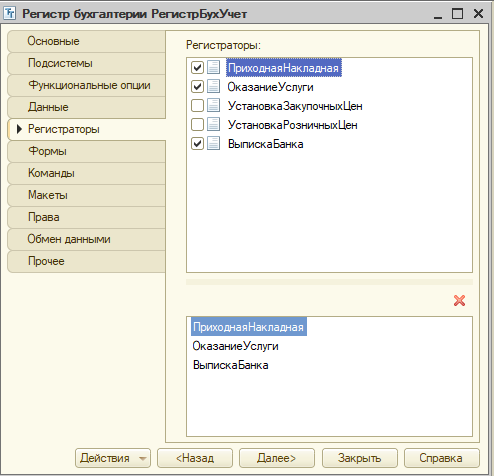 Регистр бухгалтерии РегистрБухУчет
Основные
Подсистемы
Функциональные опции
Данные
Регистраторы
Формы
Команды
Макеты
Права
Обмен данными
Прочее
Регистраторы:
ПриходнаяНакладная
ОказаниеУслуги
УстановкаЗакупочныхЦен
УстановкаРозничныхЦен
ВыпискаБанка
ПриходнаяНакладная
ОказаниеУслуги
ВыпискаБанка
Действия
<Назад
Далее>
Закрыть
Справка